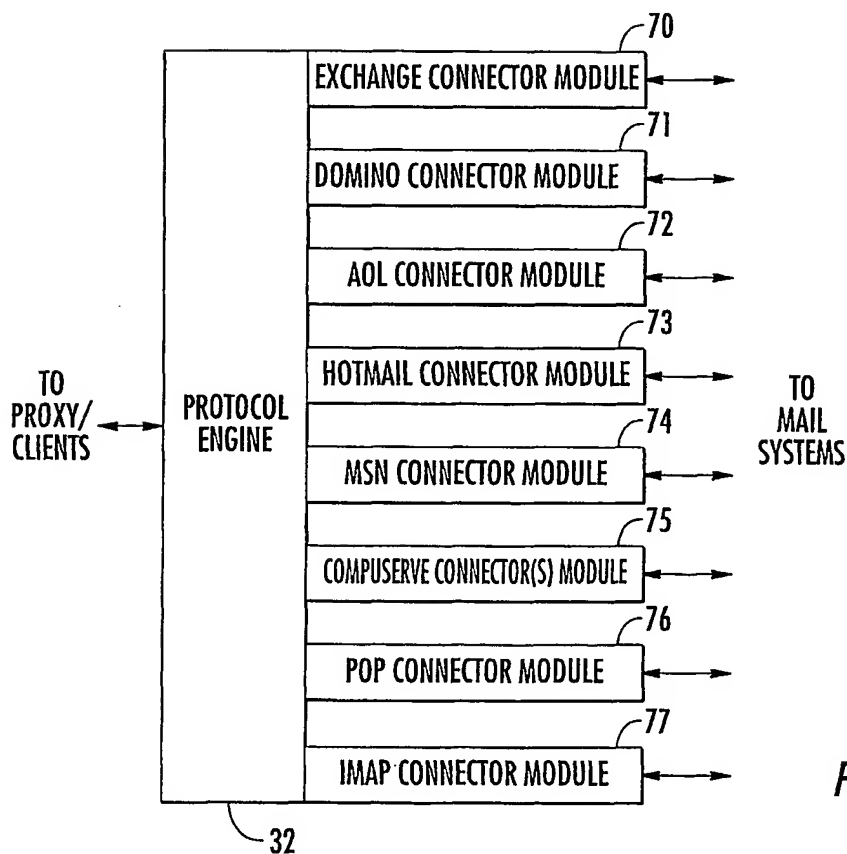 70
EXCHANGE CONNECTOR MODULE
71
DOMINO CONNECTOR MODULE
72
AOL CONNECTOR MODULE
73
HOTMAIL CONNECTOR MODULE
74
MSN CONNECTOR MODULE
75
COMPUSERVE CONNECTOR(S) MODULE
76
POP CONNECTOR MODULE
77
IMAP CONNECTOR MODULE
TO
PROXY/
CLIENTS
PROTOCOL
ENGINE
TO
MAIL
SYSTEMS
32
F